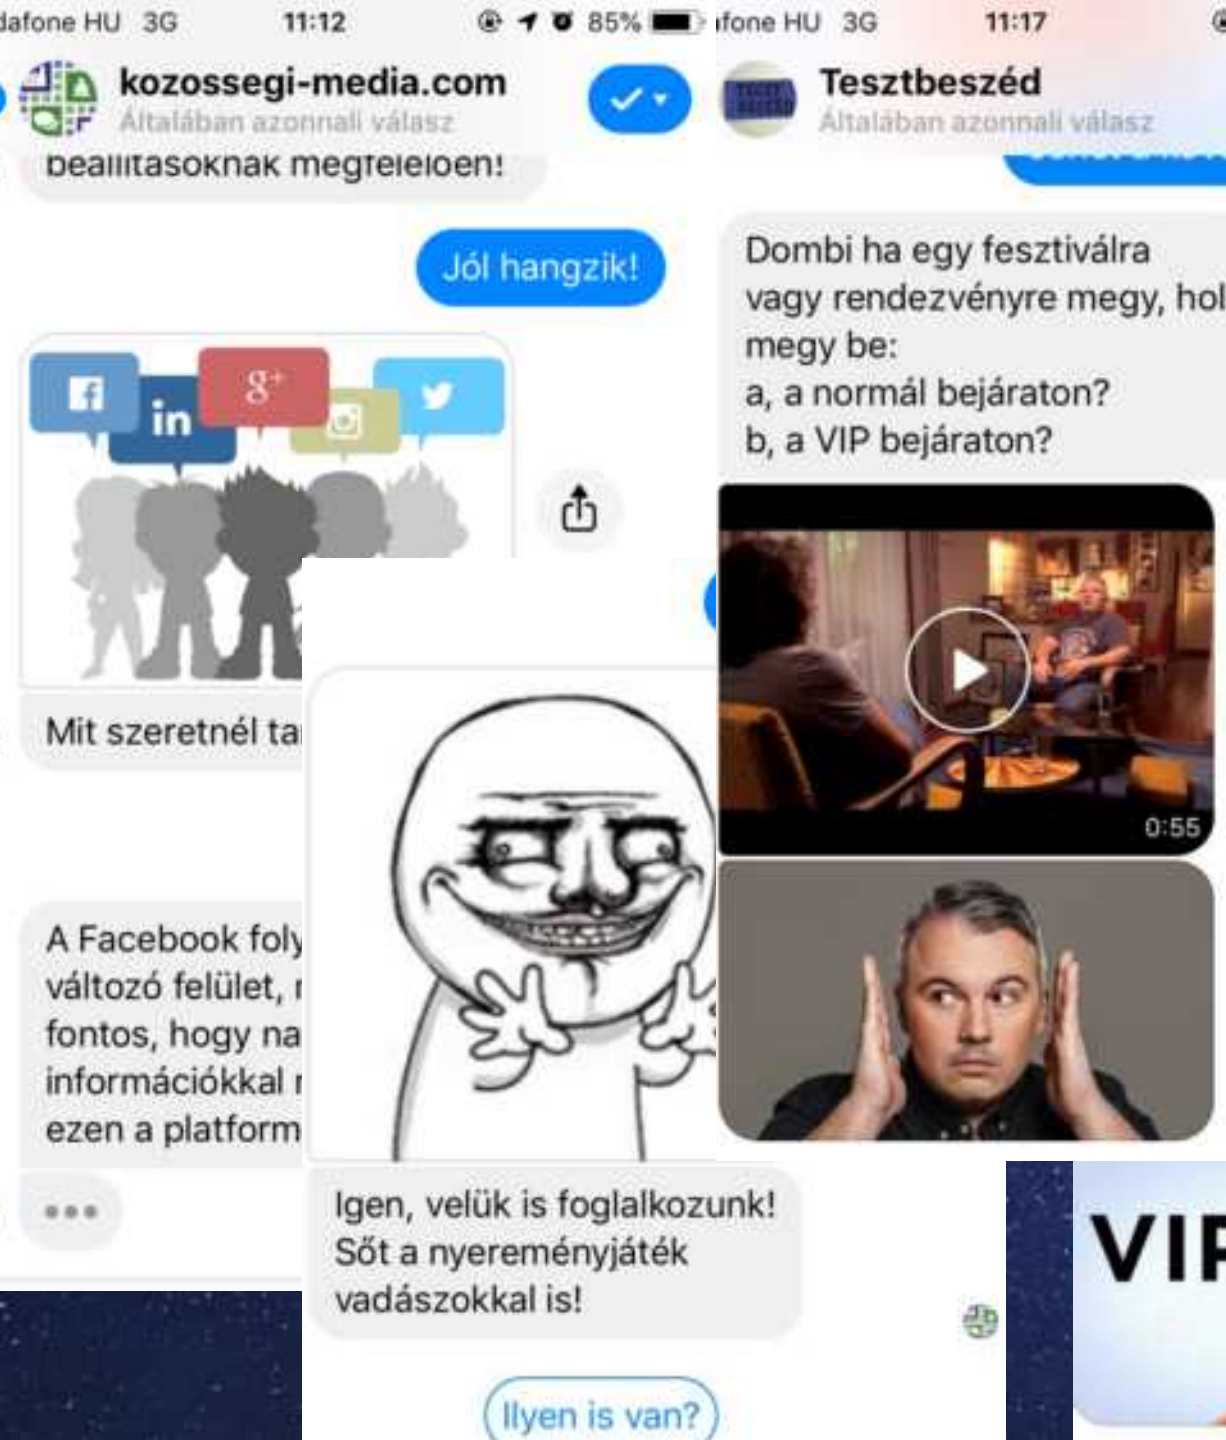 dafone HU 3G 11:12 85%
kozossegi-media.com
Általában azonnali válasz
beállításoknak megfelelően!
Jól hangzik!
f
in
g+
Mit szeretnél ta
A Facebook foly
változó felület,
fontos, hogy na
információkkal
ezen a platform
Igen, velük is foglalkozunk!
Sőt a nyereményjáték
vadászokkal is!
Ilyen is van?
fone HU 3G 11:17
Tesztbeszéd
Általában azonnali válasz
Dombi ha egy fesztiválra
vagy rendezvényre megy, hol
megy be:
a, a normál bejáraton?
b, a VIP bejáraton?
0:55
VIP